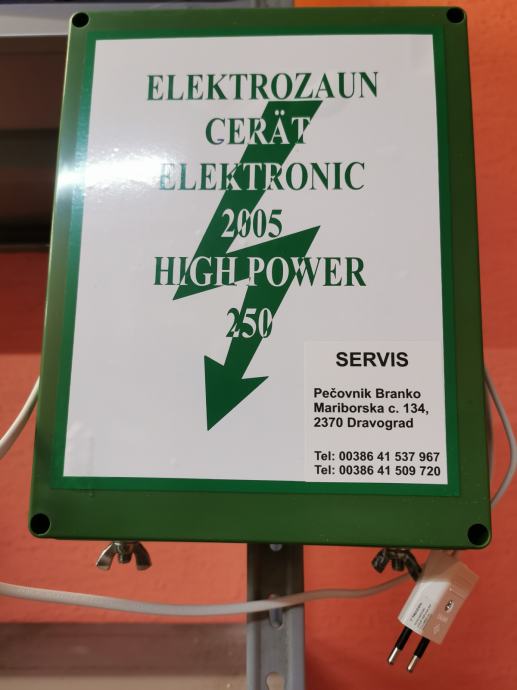 ELEKTROZAUN
CERÄT
ELEKTRONIC
2005
HIGH POWER
250
SERVIS
Pečovnik Branko
Mariborska c. 134,
2370 Dravograd
Tel: 00386 41 537 967
Tel: 00386 41 509 720